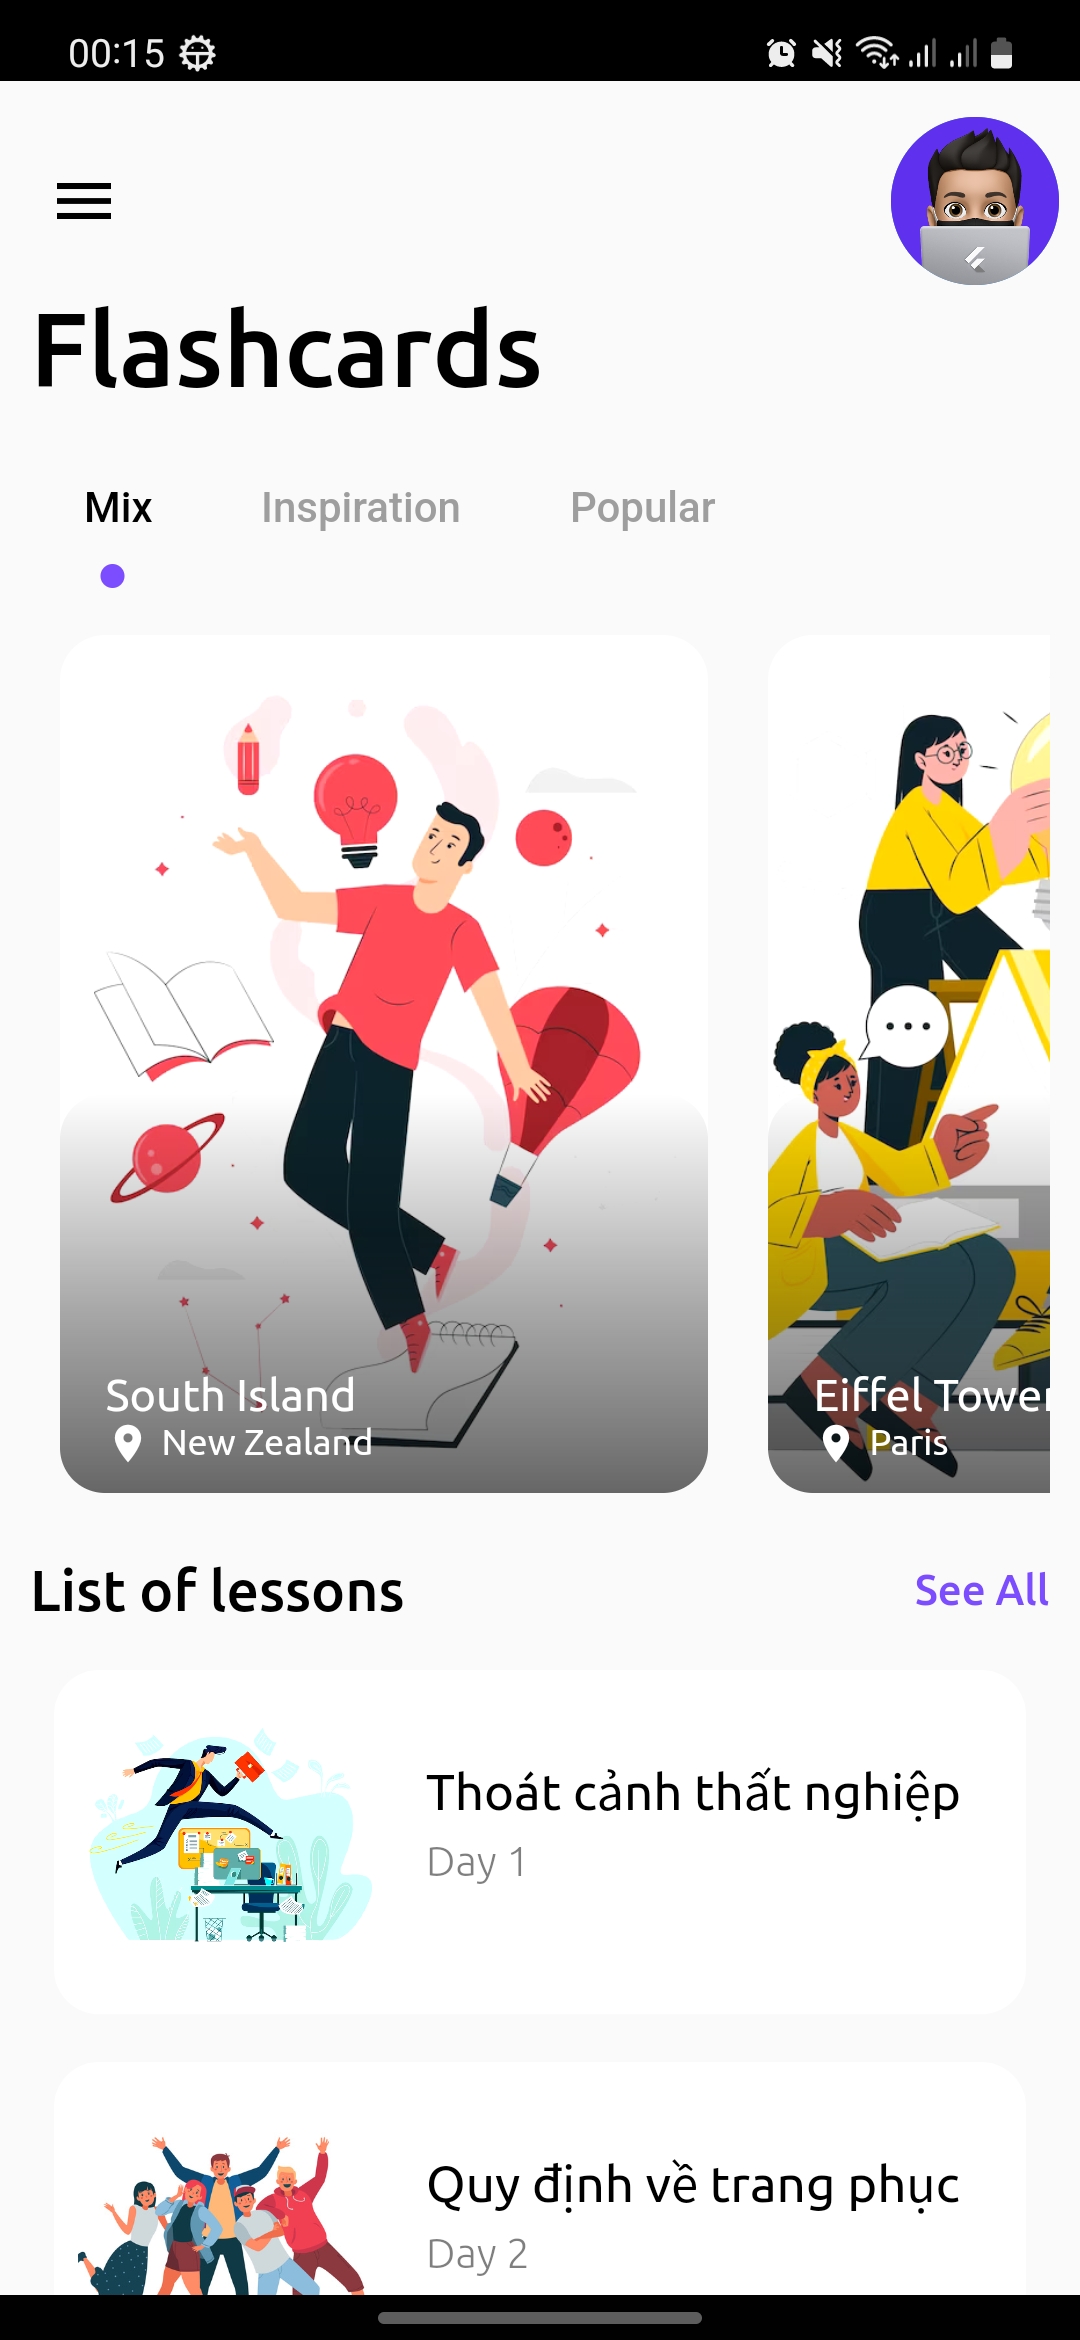 00:15
Flashcards
Mix Inspiration Popular
South Island
New Zealand
Eiffel Tower
Paris
List of lessons See All
Thoát cảnh thất nghiệp
Day 1
Quy định về trang phục
Day 2